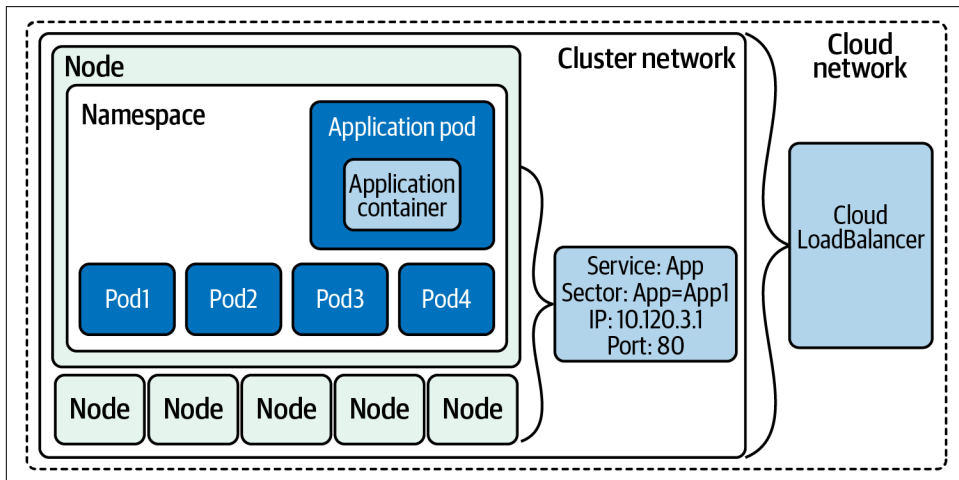 Node
Namespace
Application pod
Application
container
Pod1
Pod2
Pod3
Pod4
Node
Node
Node
Node
Node
Cluster network
Service: App
Sector: App=App1
IP: 10.120.3.1
Port: 80
Cloud
network
Cloud
LoadBalancer